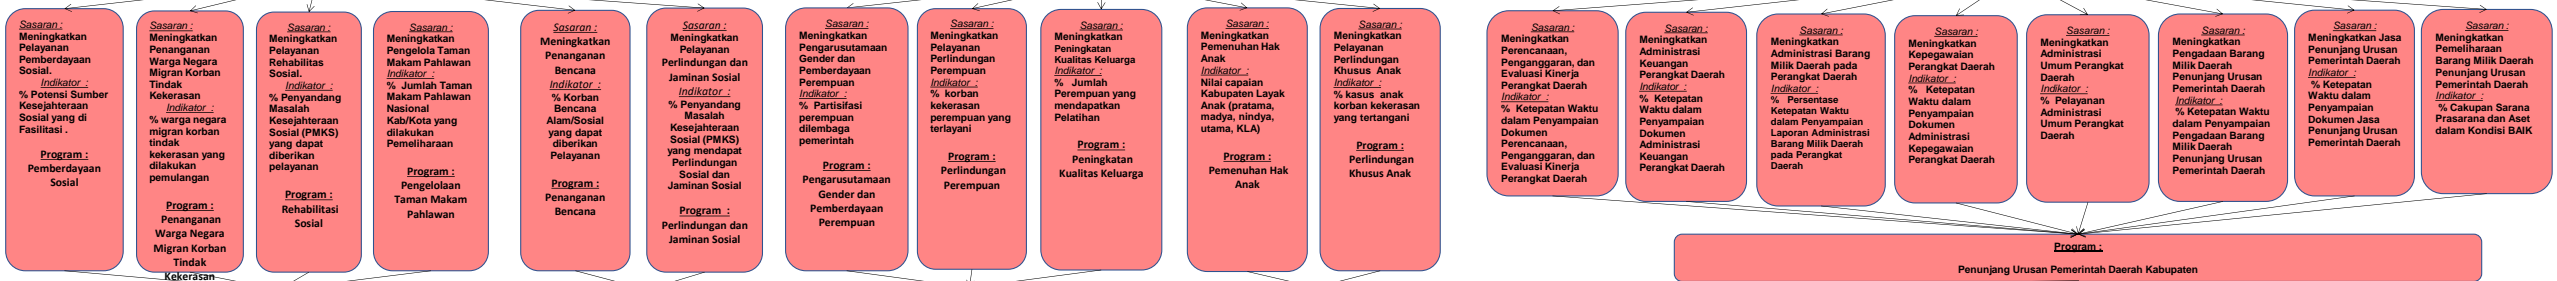 Sasaran :
Meningkatkan
Pelayanan
Pemberdayaan
Sosial.
Indikator :
% Potensi Sumber
Kesejahteraan
Sosial yang di
Fasilitasi .
Program :
Pemberdayaan
Sosial
Sasaran :
Meningkatkan
Penanganan
Warga Negara
Migran Korban
Tindak
Kekerasan
Indikator :
% warga negara
migran korban
tindak
kekerasan yang
dilakukan
pemulangan
Program :
Penanganan
Warga Negara
Migran Korban
Tindak
Kekerasan
Sasaran :
Meningkatkan
Pelayanan
Rehabilitas
Sosial.
Indikator :
% Penyandang
Masalah
Kesejahteraan
Sosial (PMKS)
yang dapat
diberikan
pelayanan
Program :
Rehabilitasi
Sosial
Sasaran :
Meningkatkan
Pengelola Taman
Makam Pahlawan
Indikator :
% Jumlah Taman
Makam Pahlawan
Nasional
Kab/Kota yang
dilakukan
Pemeliharaan
Program :
Pengelolaan
Taman Makam
Pahlawan
Sasaran :
Meningkatkan
Penanganan
Bencana
Indikator :
% Korban
Bencana
Alam/Sosial
yang dapat
diberikan
Pelayanan
Program :
Penanganan
Bencana
Sasaran :
Meningkatkan
Pelayanan
Perlindungan dan
Jaminan Sosial
Indikator :
% Penyandang
Masalah
Kesejahteraan
Sosial (PMKS)
yang mendapat
Perlindungan
Sosial dan
Jaminan Sosial
Program :
Perlindungan dan
Jaminan Sosial
Sasaran :
Meningkatkan
Pengarusutamaan
Gender dan
Pemberdayaan
Perempuan
Indikator :
% Partisifasi
perempuan
dilembaga
pemerintah
Program :
Pengarusutamaan
Gender dan
Pemberdayaan
Perempuan
Sasaran :
Meningkatkan
Pelayanan
Perlindungan
Perempuan
Indikator :
% korban
kekerasan
perempuan yang
terlayani
Program :
Perlindungan
Perempuan
Sasaran :
Meningkatkan
Peningkatan
Kualitas Keluarga
Indikator :
% Jumlah
Perempuan yang
mendapatkan
Pelatihan
Program :
Peningkatan
Kualitas Keluarga
Sasaran :
Meningkatkan
Pemenuhan Hak
Anak
Indikator :
Nilai capaian
Kabupaten Layak
Anak (pratama,
madya, nindya,
utama, KLA)
Program :
Pemenuhan Hak
Anak
Sasaran :
Meningkatkan
Pelayanan
Perlindungan
Khusus Anak
Indikator :
% kasus anak
korban kekerasan
yang tertangani
Program :
Perlindungan
Khusus Anak
Sasaran :
Meningkatkan
Perencanaan,
Penganggaran, dan
Evaluasi Kinerja
Perangkat Daerah
Indikator :
% Ketepatan Waktu
dalam Penyampaian
Dokumen
Perencanaan,
Penganggaran, dan
Evaluasi Kinerja
Perangkat Daerah
Sasaran :
Meningkatkan
Administrasi
Keuangan
Perangkat Daerah
Indikator :
% Ketepatan
Waktu dalam
Penyampaian
Dokumen
Administrasi
Keuangan
Perangkat Daerah
Sasaran :
Meningkatkan
Administrasi Barang
Milik Daerah pada
Perangkat Daerah
Indikator :
% Persentase
Ketepatan Waktu
dalam Penyampaian
Laporan Administrasi
Barang Milik Daerah
pada Perangkat
Daerah
Sasaran :
Meningkatkan
Kepegawaian
Perangkat Daerah
Indikator :
% Ketepatan
Waktu dalam
Penyampaian
Dokumen
Administrasi
Kepegawaian
Perangkat Daerah
Sasaran :
Meningkatkan
Administrasi
Umum Perangkat
Daerah
Indikator :
% Pelayanan
Administrasi
Umum Perangkat
Daerah
Sasaran :
Meningkatkan
Pengadaan Barang
Milik Daerah
Penunjang Urusan
Pemerintah Daerah
Indikator :
% Ketepatan Waktu
dalam Penyampaian
Pengadaan Barang
Milik Daerah
Penunjang Urusan
Pemerintah Daerah
Sasaran :
Meningkatkan Jasa
Penunjang Urusan
Pemerintah Daerah
Indikator :
% Ketepatan
Waktu dalam
Penyampaian
Dokumen Jasa
Penunjang Urusan
Pemerintah Daerah
Sasaran :
Meningkatkan
Pemeliharaan
Barang Milik Daerah
Penunjang Urusan
Pemerintah Daerah
Indikator :
% Cakupan Sarana
Prasarana dan Aset
dalam Kondisi BAIK
Program :
Penunjang Urusan Pemerintah Daerah Kabupaten